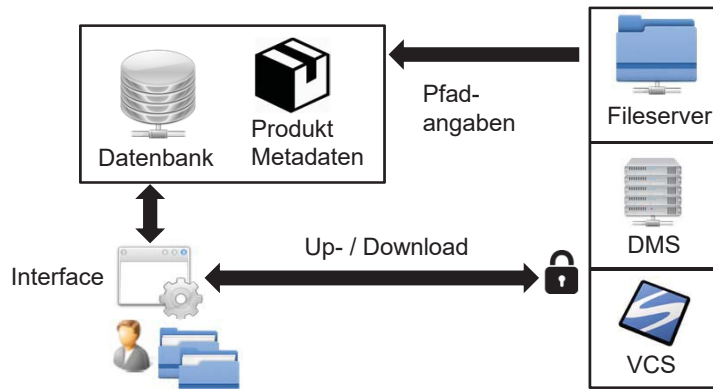 Datenbank
Produkt
Metadaten
Pfad-
angaben
Fileserver
DMS
Interface
Up- / Download
VCS